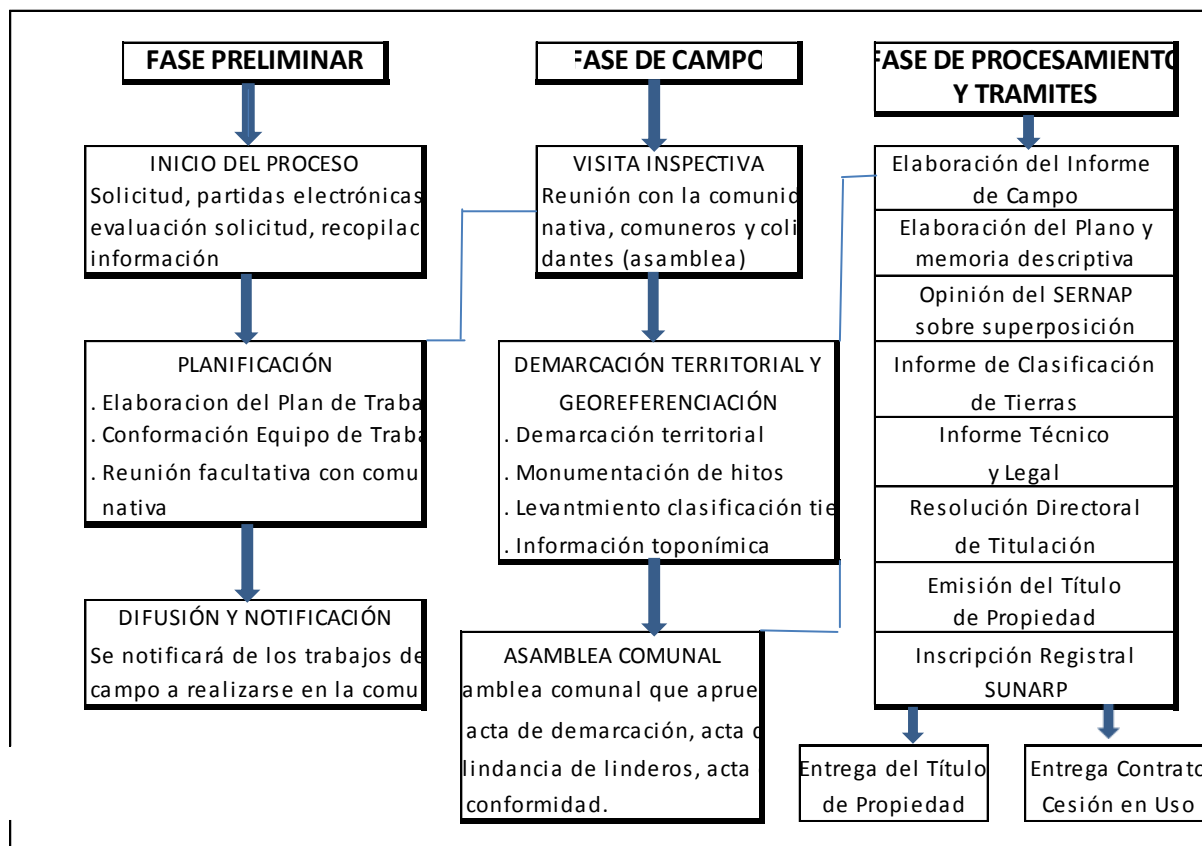 FASE PRELIMINAR
INICIO DEL PROCESO
Solicitud, partidas electrónicas
evaluación solicitud, recopilac
información
PLANIFICACIÓN
. Elaboracion del Plan de Traba
. Conformación Equipo de Traba
. Reunión facultativa con comu
nativa
DIFUSIÓN Y NOTIFICACIÓN
Se notificará de los trabajos de
campo a realizarse en la comu
FASE DE CAMPO
VISITA INSPECTIVA
Reunión con la comunid
nativa, comuneros y coli
dantes (asamblea)
DEMARCACIÓN TERRITORIAL Y
GEOREFERENCIACIÓN
. Demarcación territorial
. Monumentación de hitos
. Levantmiento clasificación tie
. Información toponímica
ASAMBLEA COMUNAL
amblea comunal que aprue
acta de demarcación, acta
lindancia de linderos, acta
conformidad.
FASE DE PROCESAMIENTO
Y TRAMITES
Elaboración del Informe
de Campo
Elaboración del Plano y
memoria descriptiva
Opinión del SERNAP
sobre superposición
Informe de Clasificación
de Tierras
Informe Técnico
y Legal
Resolución Directoral
de Titulación
Emisión del Título
de Propiedad
Inscripción Registral
SUNARP
Entrega del Título
de Propiedad
Entrega Contrato
Cesión en Uso